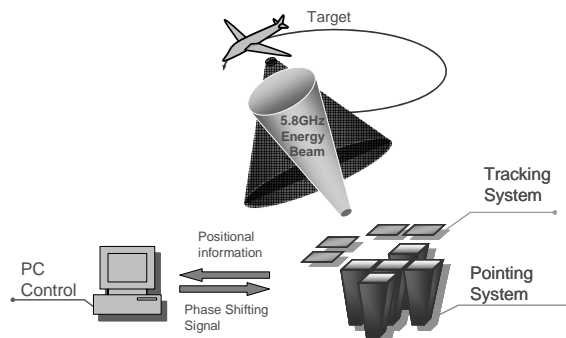 Target
5.8GHz
Energy
Beam
Tracking
System
Positional
information
PC
Control
Phase Shifting
Signal
Pointing
System